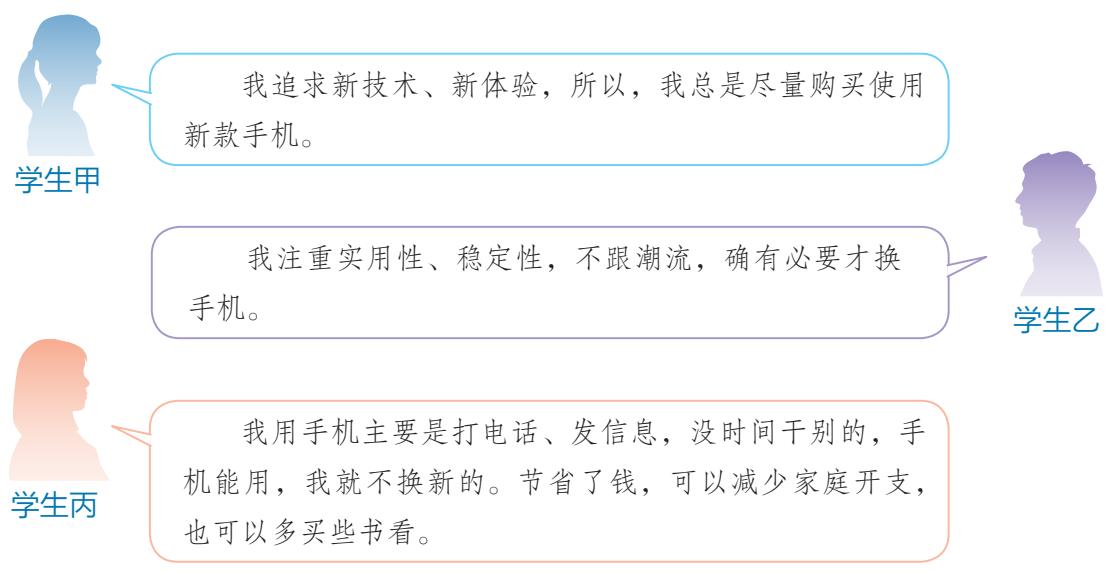 我追求新技术、新体验，所以，我总是尽量购买使用
新款手机。
学生甲
我注重实用性、稳定性，不跟潮流，确有必要才换
手机。
学生乙
我用手机主要是打电话、发信息，没时间干别的，手
机能用，我就不换新的。节省了钱，可以减少家庭开支，
也可以多买些书看。
学生丙